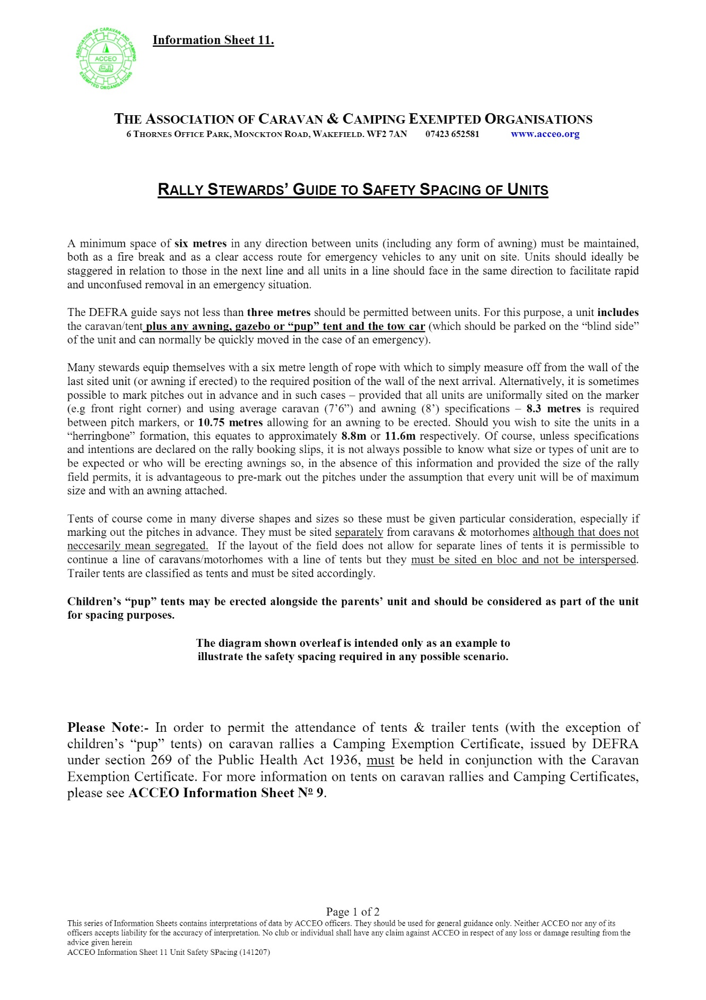 ASSOCIATION OF CARAVAN AND CAMPING
ACCEO
EXEMPTED ORGANISATIONS
Information Sheet 11.
THE ASSOCIATION OF CARAVAN & CAMPING EXEMPTED ORGANISATIONS
6 THORNES OFFICE PARK, MONCKTON ROAD, WAKEFIELD. WF2 7AN 07423 652581 www.acceo.org
RALLY STEWARDS’ GUIDE TO SAFETY SPACING OF UNITS
A minimum space of six metres in any direction between units (including any form of awning) must be maintained,
both as a fire break and as a clear access route for emergency vehicles to any unit on site. Units should ideally be
staggered in relation to those in the next line and all units in a line should face in the same direction to facilitate rapid
and unconfused removal in an emergency situation.
The DEFRA guide says not less than three metres should be permitted between units. For this purpose, a unit includes
the caravan/tent plus any awning, gazebo or “pup” tent and the tow car (which should be parked on the “blind side”
of the unit and can normally be quickly moved in the case of an emergency).
Many stewards equip themselves with a six metre length of rope with which to simply measure off from the wall of the
last sited unit (or awning if erected) to the required position of the wall of the next arrival. Alternatively, it is sometimes
possible to mark pitches out in advance and in such cases – provided that all units are uniformally sited on the marker
(e.g front right corner) and using average caravan (7’6”) and awning (8’) specifications – 8.3 metres is required
between pitch markers, or 10.75 metres allowing for an awning to be erected. Should you wish to site the units in a
“herringbone” formation, this equates to approximately 8.8m or 11.6m respectively. Of course, unless specifications
and intentions are declared on the rally booking slips, it is not always possible to know what size or types of unit are to
be expected or who will be erecting awnings so, in the absence of this information and provided the size of the rally
field permits, it is advantageous to pre-mark out the pitches under the assumption that every unit will be of maximum
size and with an awning attached.
Tents of course come in many diverse shapes and sizes so these must be given particular consideration, especially if
marking out the pitches in advance. They must be sited separately from caravans & motorhomes although that does not
neccesarily mean segregated. If the layout of the field does not allow for separate lines of tents it is permissible to
continue a line of caravans/motorhomes with a line of tents but they must be sited en bloc and not be interspersed.
Trailer tents are classified as tents and must be sited accordingly.
Children’s “pup” tents may be erected alongside the parents’ unit and should be considered as part of the unit
for spacing purposes.
The diagram shown overleaf is intended only as an example to
illustrate the safety spacing required in any possible scenario.
Please Note:- In order to permit the attendance of tents & trailer tents (with the exception of
children’s “pup” tents) on caravan rallies a Camping Exemption Certificate, issued by DEFRA
under section 269 of the Public Health Act 1936, must be held in conjunction with the Caravan
Exemption Certificate. For more information on tents on caravan rallies and Camping Certificates,
please see ACCEO Information Sheet Nº 9.
Page 1 of 2
This series of Information Sheets contains interpretations of data by ACCEO officers. They should be used for general guidance only. Neither ACCEO nor any of its
officers accepts liability for the accuracy of interpretation. No club or individual shall have any claim against ACCEO in respect of any loss or damage resulting from the
advice given herein
ACCEO Information Sheet 11 Unit Safety SPacing (141207)